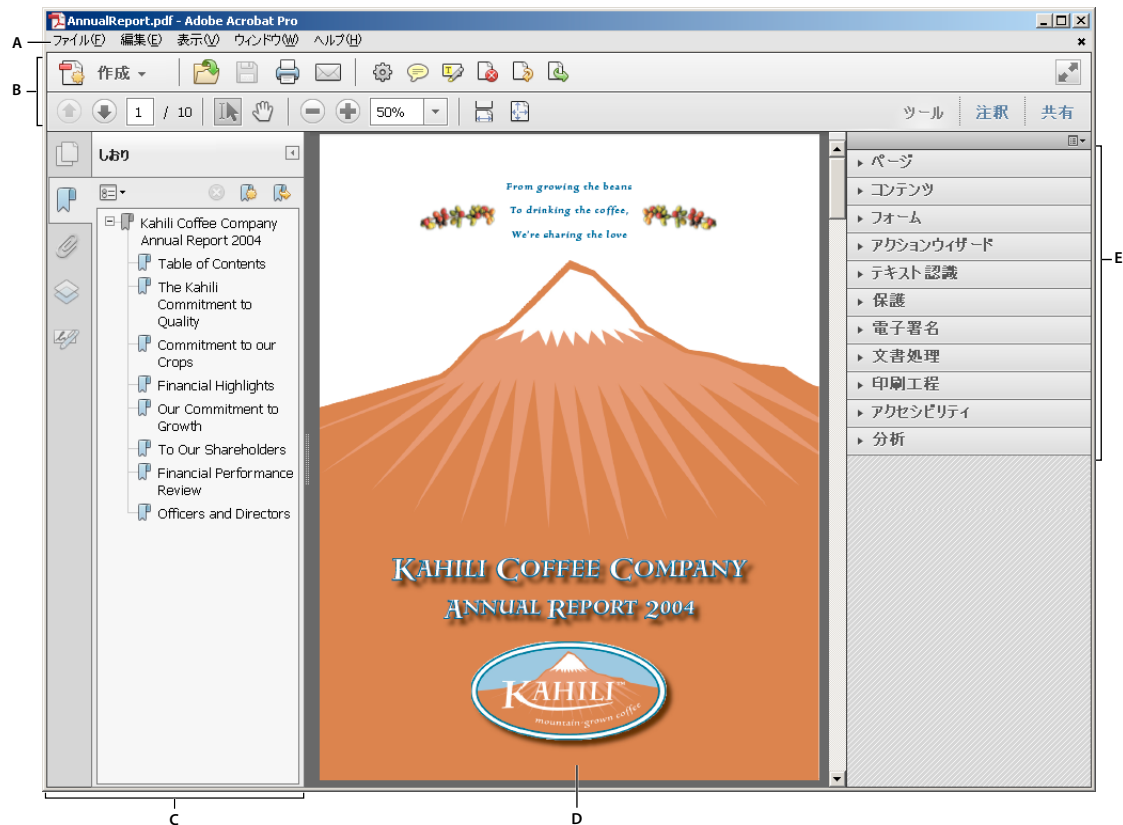 AnnualReport.pdf - Adobe Acrobat Pro
A
ファイル(F) 編集(E) 表示(V) ウィンドウ(W) ヘルプ(H)
B
作成
1 / 10
50%
ツール 注釈 共有
しおり
Kahili Coffee Company
Annual Report 2004
Table of Contents
The Kahili
Commitment to
Quality
Commitment to our
Crops
Financial Highlights
Our Commitment to
Growth
To Our Shareholders
Financial Performance
Review
Officers and Directors
C
From growing the beans
To drinking the coffee,
We're sharing the love
KAHILI COFFEE COMPANY
ANNUAL REPORT 2004
KAHILI™
mountain-grown coffee
D
ページ
コンテンツ
フォーム
アクションウィザード
テキスト認識
保護
電子署名
文書処理
印刷工程
アクセシビリティ
分析
E